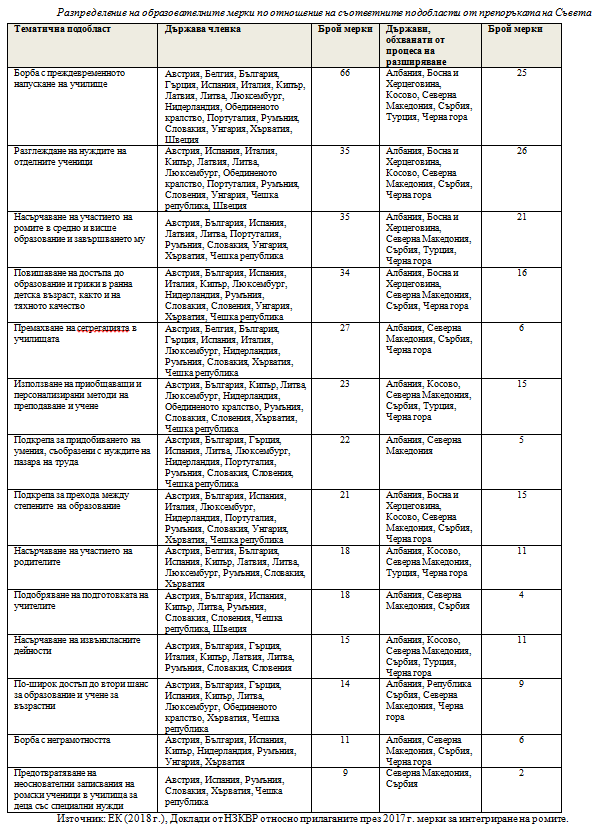 Разпределение на образователните мерки по отношение на съответните подобласти от препоръката на Съвета
Тематична подобласт
Държава членка
Брой мерки
Държави,
обхванати от
процеса на
разширяване
Брой мерки
Борба с преждевременното
напускане на училище
Австрия, Белгия, България,
Гърция, Испания, Италия, Кипър,
Латвия, Литва, Люксембург,
Нидерландия, Обединеното
кралство, Португалия, Румъния,
Словакия, Унгария, Хърватия,
Швеция
66
Албания, Босна и
Херцеговина,
Косово, Северна
Македония, Сърбия,
Турция, Черна гора
25
Разглеждане на нуждите на
отделните ученици
Австрия, Испания, Италия,
Кипър, Латвия, Литва,
Люксембург, Обединеното
кралство, Португалия, Румъния,
Словения, Унгария, Чешка
република, Швеция
35
Албания, Босна и
Херцеговина,
Косово, Северна
Македония, Сърбия,
Черна гора
26
Насърчаване на участието на
ромите в средно и висше
образование и завършването му
Австрия, България, Испания,
Латвия, Литва, Португалия,
Румъния, Словакия, Унгария,
Хърватия, Чешка република
35
Албания, Босна и
Херцеговина,
Северна Македония,
Сърбия, Турция,
Черна гора
21
Повишаване на достъпа до
образование и грижи в ранна
детска възраст, както и на
тяхното качество
Австрия, България, Испания,
Италия, Кипър, Люксембург,
Нидерландия, Румъния,
Словакия, Словения, Унгария,
Хърватия, Чешка република
34
Албания, Босна и
Херцеговина,
Северна Македония,
Сърбия, Черна гора
16
Премахване на сегрегацията в
училищата
Австрия, Белгия, България,
Гърция, Испания, Италия,
Люксембург, Нидерландия,
Румъния, Словакия, Хърватия,
Чешка република
27
Албания, Северна
Македония, Сърбия,
Черна гора
6
Използване на приобщаващи и
персонализирани методи на
преподаване и учене
Австрия, България, Кипър, Литва,
Люксембург, Нидерландия,
Обединеното кралство, Румъния,
Словакия, Словения, Хърватия,
Чешка република
23
Албания, Косово,
Северна Македония,
Сърбия, Турция,
Черна гора
15
Подкрепа за придобиването на
умения, съобразени с нуждите на
пазара на труда
Австрия, България, Гърция,
Испания, Литва, Люксембург,
Нидерландия, Португалия,
Румъния, Словакия, Словения,
Чешка република
22
Албания, Северна
Македония
5
Подкрепа за прехода между
степените на образование
Австрия, България, Испания,
Италия, Люксембург,
Нидерландия, Португалия,
Румъния, Словакия, Унгария,
Хърватия, Чешка република
21
Албания, Босна и
Херцеговина,
Косово, Северна
Македония, Сърбия,
Черна гора
15
Насърчаване на участието на
родителите
Австрия, Белгия, България,
Испания, Кипър, Латвия, Литва,
Люксембург, Румъния, Словакия,
Хърватия
18
Албания, Косово,
Северна Македония,
Турция, Черна гора
11
Подобряване на подготовката на
учителите
Австрия, България, Испания,
Кипър, Литва, Румъния,
Словакия, Словения, Чешка
република, Швеция
18
Албания, Северна
Македония, Сърбия
4
Насърчаване на извънкласните
дейности
Австрия, България, Гърция,
Италия, Кипър, Латвия, Литва,
Румъния, Словакия, Словения
15
Албания, Косово,
Северна Македония,
Сърбия, Турция,
Черна гора
11
По-широк достъп до втори шанс
за образование и учене за
възрастни
Австрия, България, Гърция,
Испания, Кипър, Литва,
Люксембург, Обединеното
кралство, Хърватия, Чешка
република
14
Албания, Република
Сърбия, Северна
Македония, Черна
гора
9
Борба с неграмотността
Австрия, България, Испания,
Кипър, Нидерландия, Румъния,
Унгария, Хърватия
11
Албания, Северна
Македония, Сърбия,
Черна гора
6
Предотвратяване на
неоснователни записвания на
ромски ученици в училища за
деца със специални нужди
Австрия, Испания, Румъния,
Словакия, Хърватия, Чешка
република
9
Северна Македония,
Сърбия
2
Източник: ЕК (2018 г.), Доклади от НЗКВР относно прилаганите през 2017 г. мерки за интегриране на ромите.